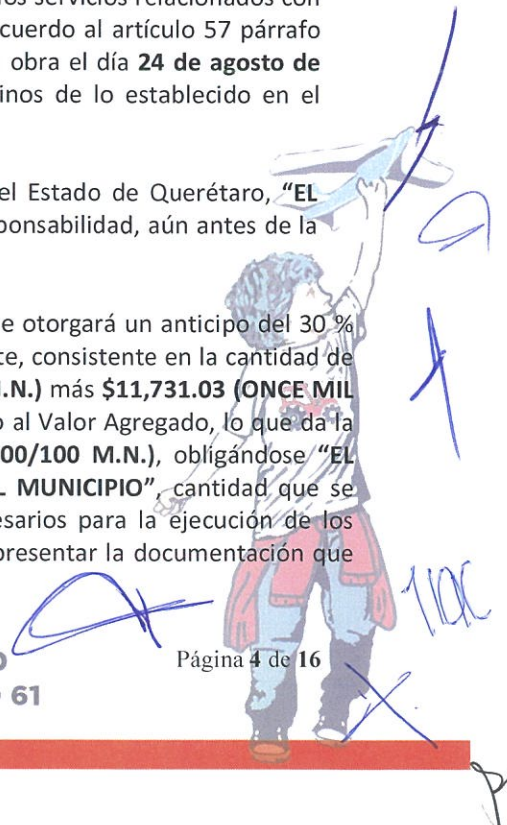 los servicios relacionados con
cuerdo al artículo 57 párrafo
obra el día 24 de agosto de
inos de lo establecido en el
el Estado de Querétaro, "EL
ponsabilidad, aún antes de la
e otorgará un anticipo del 30 %
te, consistente en la cantidad de
.N.) más $11,731.03 (ONCE MIL
o al Valor Agregado, lo que da la
00/100 M.N.), obligándose "EL
L MUNICIPIO", cantidad que se
esarios para la ejecución de los
presentar la documentación que
Página 4 de 16
O
61